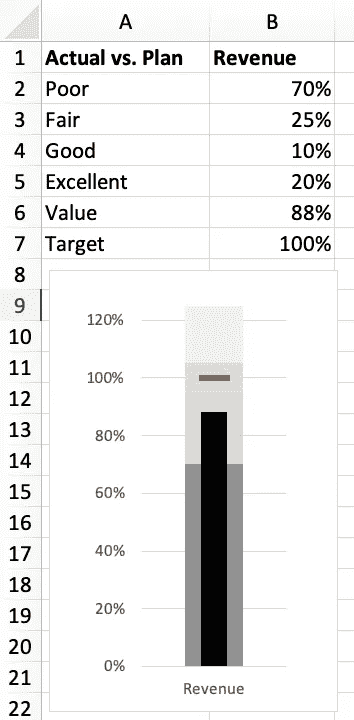 A B
1 Actual vs. Plan Revenue
2 Poor 70%
3 Fair 25%
4 Good 10%
5 Excellent 20%
6 Value 88%
7 Target 100%
8
9
10 120%
11
12 100%
13
14 80%
15
16 60%
17
18 40%
19
20 20%
21 0%
22 Revenue